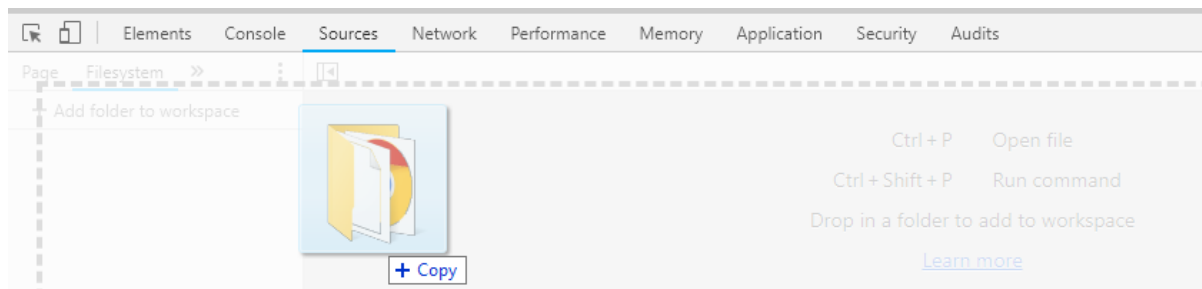 Elements Console Sources Network Performance Memory Application Security Audits
Page Filesystem »
+ Add folder to workspace
Ctrl + P Open file
Ctrl + Shift + P Run command
Drop in a folder to add to workspace
Learn more
+ Copy